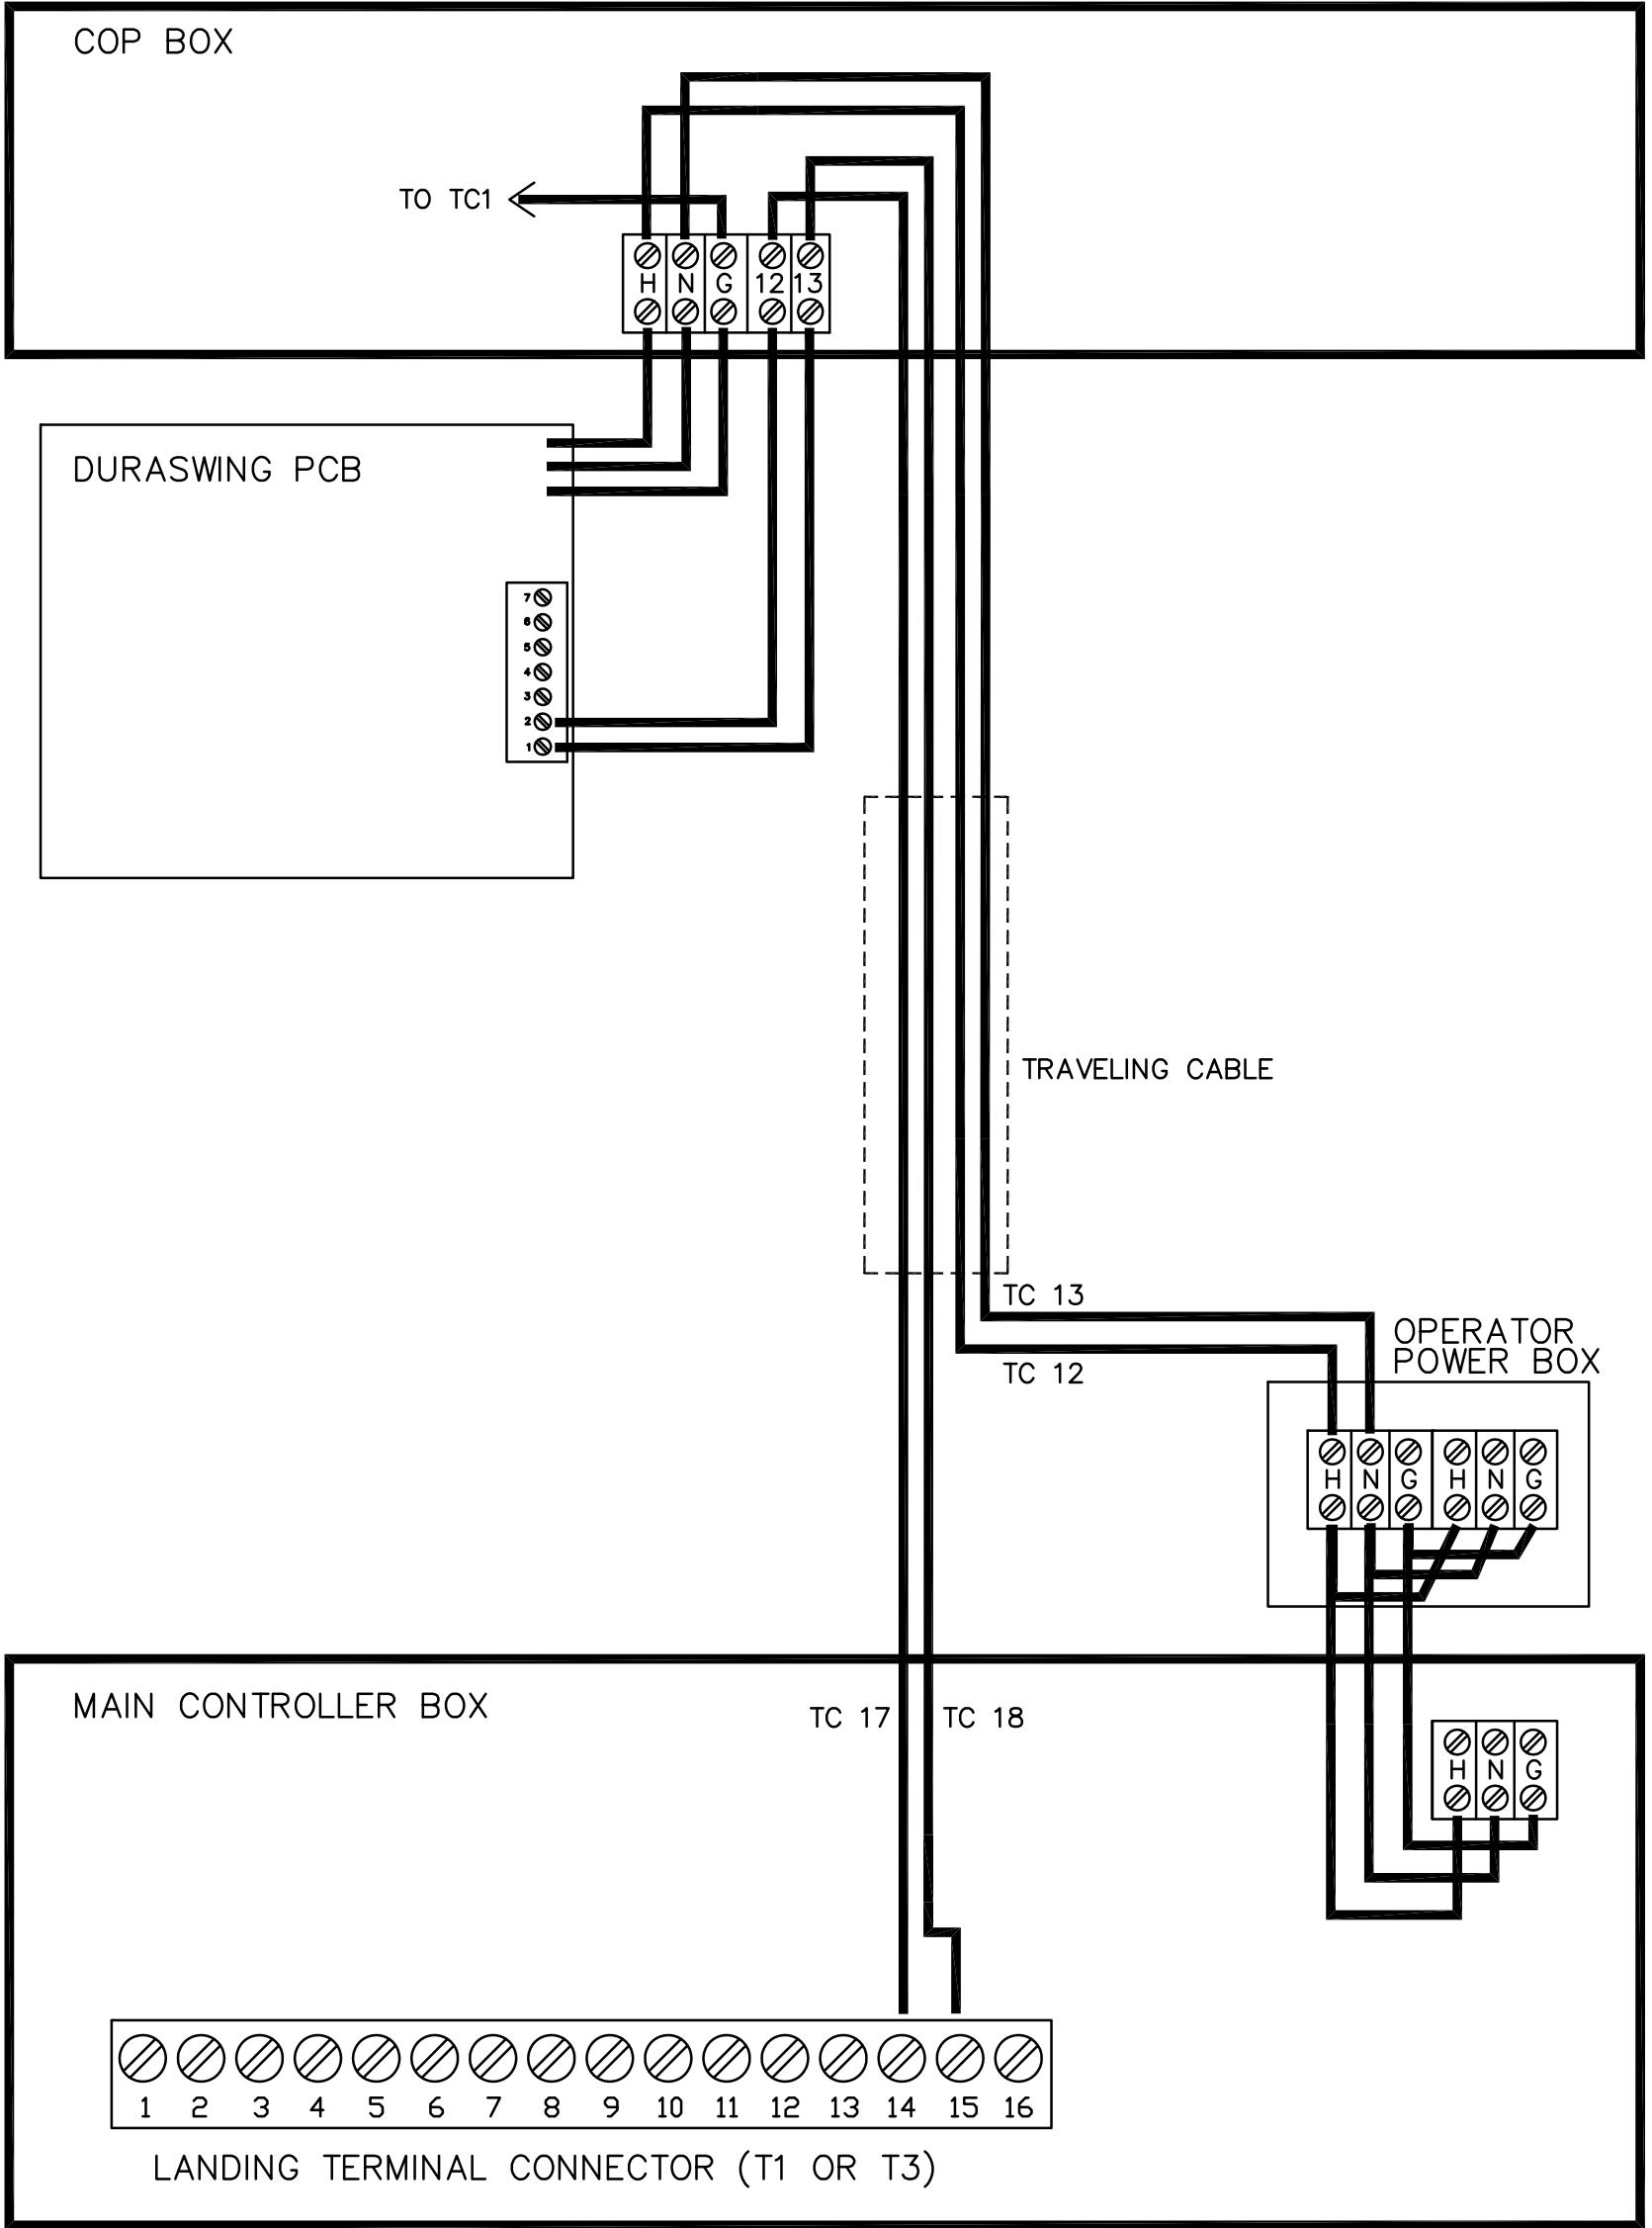 COP BOX
TO TC1
H N G 12 13
DURASWING PCB
7
6
5
4
3
2
1
TRAVELING CABLE
TC 13
TC 12
OPERATOR
POWER BOX
H N G H N G
MAIN CONTROLLER BOX
TC 17 TC 18
H N G
1 2 3 4 5 6 7 8 9 10 11 12 13 14 15 16
LANDING TERMINAL CONNECTOR (T1 OR T3)